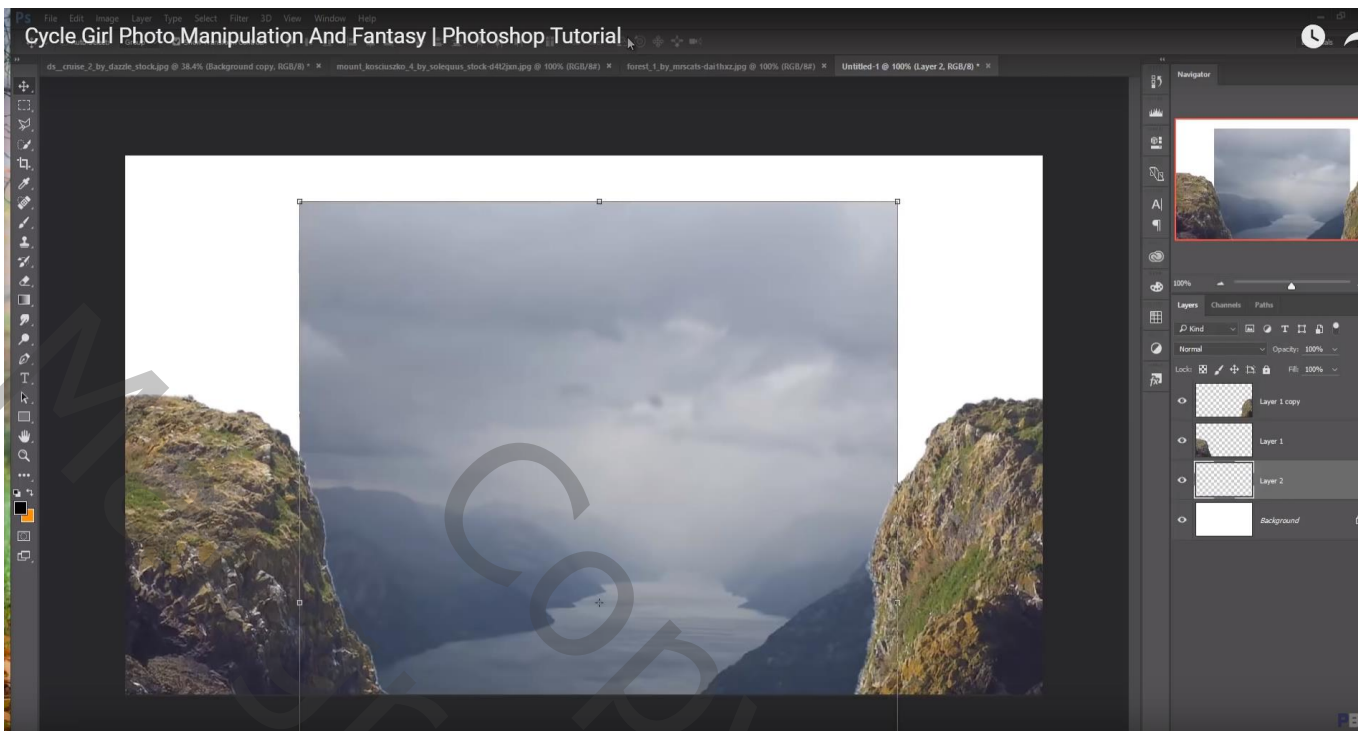 Ps File Edit Image Layer Type Select Filter 3D View Window Help
Cycle Girl Photo Manipulation And Fantasy | Photoshop Tutorial
ds_cruise_2_by_dazzle_stock.jpg @ 38.4% (Background copy, RGB/8) * ×
mount_kosciuszko_4_by_solequus_stock-d4t2jxn.jpg @ 100% (RGB/8#) ×
forest_1_by_mrscats-dai1hxz.jpg @ 100% (RGB/8#) ×
Untitled-1 @ 100% (Layer 2, RGB/8) * ×
Navigator
100%
Layers Channels Paths
Kind
Normal Opacity: 100%
Lock: Fill: 100%
Layer 1 copy
Layer 1
Layer 2
Background